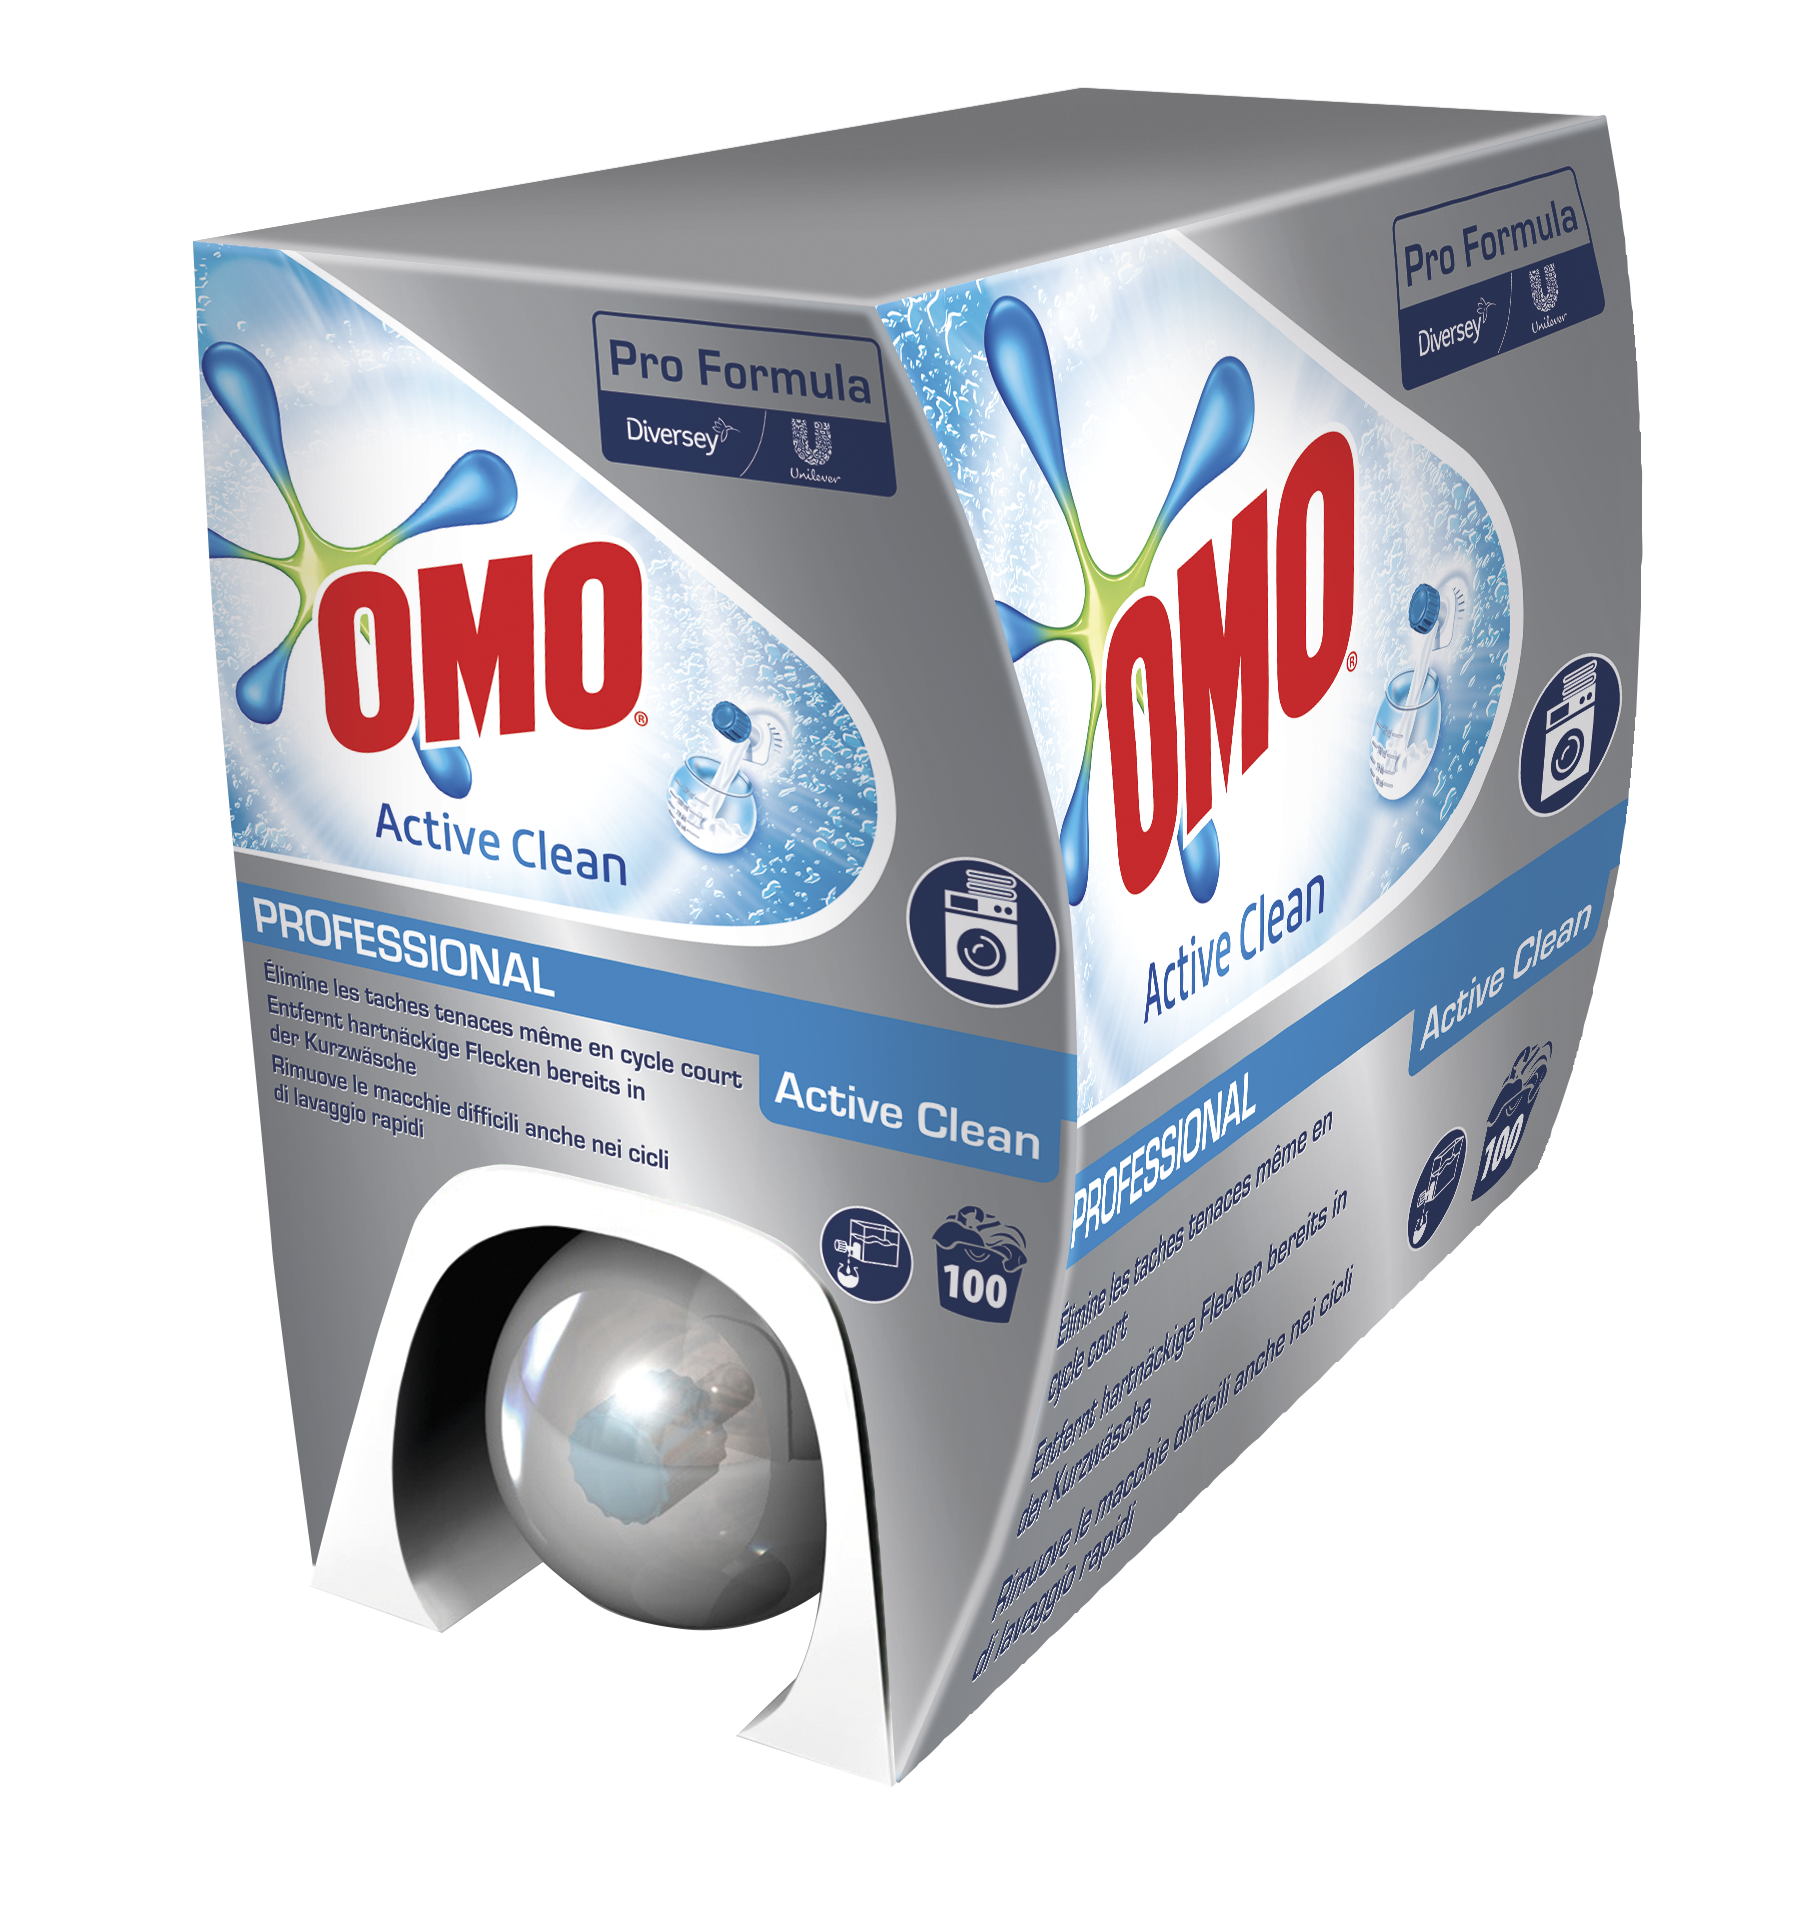 Pro Formula
Diversey
Unilever
OMO®
Active Clean
PROFESSIONAL
Élimine les taches tenaces même en cycle court
Entfernt hartnäckige Flecken bereits in
der Kurzwäsche
Rimuove le macchie difficili anche nei cicli
di lavaggio rapidi
Active Clean
100
Pro Formula
Diversey
Unilever
OMO®
Active Clean
PROFESSIONAL
Active Clean
Élimine les taches tenaces même en
cycle court
Entfernt hartnäckige Flecken bereits in
der Kurzwäsche
Rimuove le macchie difficili anche nei cicli
di lavaggio rapidi
100